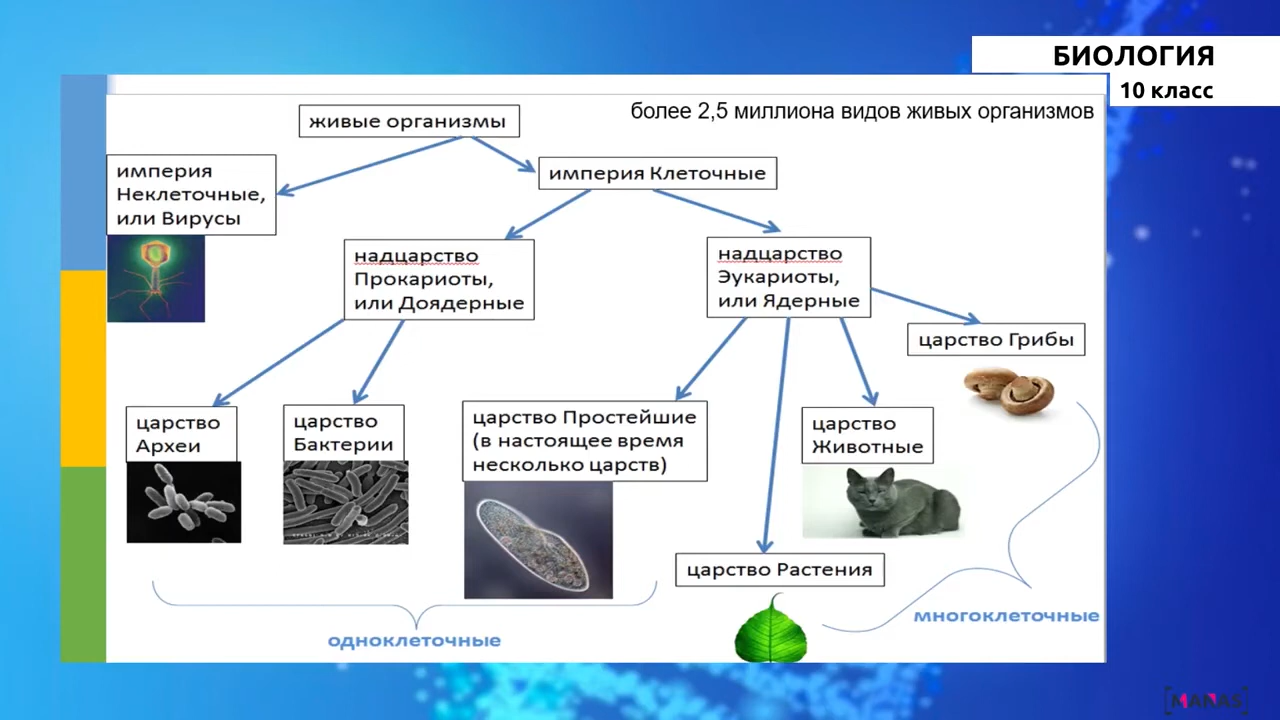 БИОЛОГИЯ
10 класс
более 2,5 миллиона видов живых организмов
живые организмы
империя
Неклеточные,
или Вирусы
империя Клеточные
надцарство
Прокариоты,
или Доядерные
надцарство
Эукариоты,
или Ядерные
царство Грибы
царство
Археи
царство
Бактерии
царство Простейшие
(в настоящее время
несколько царств)
царство
Животные
царство Растения
одноклеточные
многоклеточные
MANAS